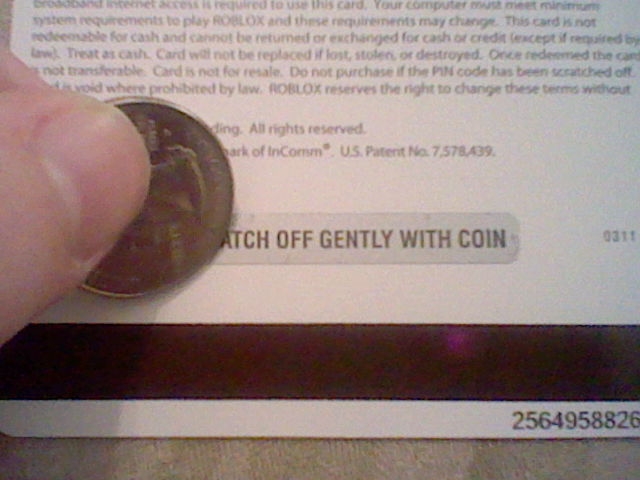 broadband Internet access is required to use this card. Your computer must meet minimum
system requirements to play ROBLOX and these requirements may change. This card is not
redeemable for cash and cannot be returned or exchanged for cash or credit (except if required by
law). Treat as cash. Card will not be replaced if lost, stolen, or destroyed. Once redeemed the card
is not transferable. Card is not for resale. Do not purchase if the PIN code has been scratched off.
is void where prohibited by law. ROBLOX reserves the right to change these terms without
ding. All rights reserved.
ark of InComm®. U.S. Patent No. 7,578,439.
ATCH OFF GENTLY WITH COIN
0311
2564958826